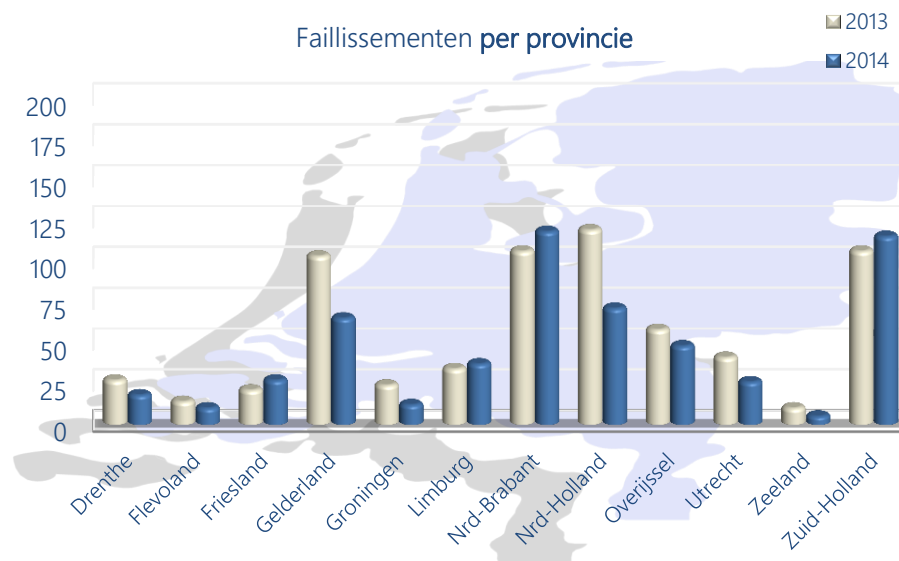 Faillissementen per provincie
2013
2014
200
175
150
125
100
75
50
25
0
Drenthe
Flevoland
Friesland
Gelderland
Groningen
Limburg
Nrd-Brabant
Nrd-Holland
Overijssel
Utrecht
Zeeland
Zuid-Holland